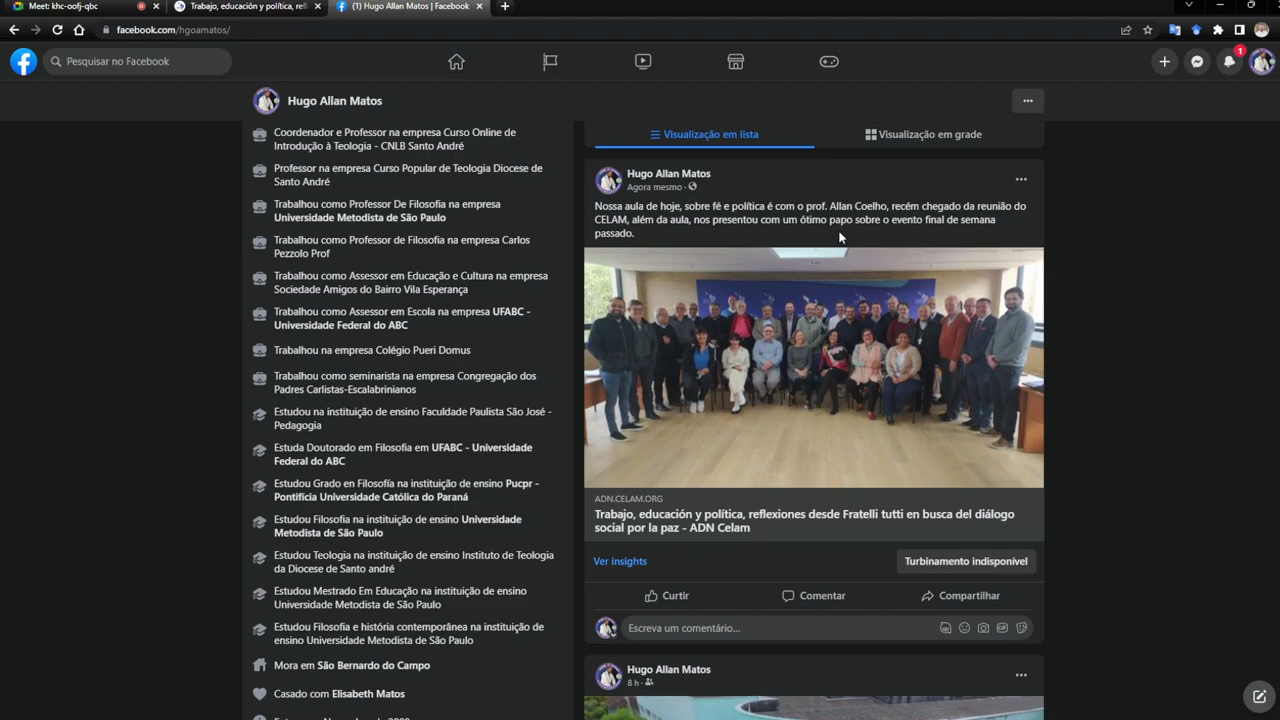 Meet: khc-oofj-qbc
Trabajo, educación y política, ref
(1) Hugo Allan Matos | Facebook
facebook.com/hgoamatos/
Pesquisar no Facebook
1
Hugo Allan Matos
Coordenador e Professor na empresa Curso Online de
Introdução à Teologia - CNLB Santo André
Professor na empresa Curso Popular de Teologia Diocese de
Santo André
Trabalhou como Professor De Filosofia na empresa
Universidade Metodista de São Paulo
Trabalhou como Professor de Filosofia na empresa Carlos
Pezzolo Prof
Trabalhou como Assessor em Educação e Cultura na empresa
Sociedade Amigos do Bairro Vila Esperança
Trabalhou como Assessor em Escola na empresa UFABC -
Universidade Federal do ABC
Trabalhou na empresa Colégio Pueri Domus
Trabalhou como seminarista na empresa Congregação dos
Padres Carlistas-Escalabrinianos
Estudou na instituição de ensino Faculdade Paulista São José -
Pedagogia
Estuda Doutorado em Filosofia em UFABC - Universidade
Federal do ABC
Estudou Grado en Filosofía na instituição de ensino Pucpr -
Pontifícia Universidade Católica do Paraná
Estudou Filosofia na instituição de ensino Universidade
Metodista de São Paulo
Estudou Teologia na instituição de ensino Instituto de Teologia
da Diocese de Santo andré
Estudou Mestrado Em Educação na instituição de ensino
Universidade Metodista de São Paulo
Estudou Filosofia e história contemporânea na instituição de
ensino Universidade Metodista de São Paulo
Mora em São Bernardo do Campo
Casado com Elisabeth Matos
Visualização em lista
Visualização em grade
Hugo Allan Matos
Agora mesmo ·
Nossa aula de hoje, sobre fé e política é com o prof. Allan Coelho, recém chegado da reunião do
CELAM, além da aula, nos presentou com um ótimo papo sobre o evento final de semana
passado.
ADN.CELAM.ORG
Trabajo, educación y política, reflexiones desde Fratelli tutti en busca del diálogo
social por la paz - ADN Celam
Ver insights
Turbinamento indisponível
Curtir
Comentar
Compartilhar
Escreva um comentário...
Hugo Allan Matos
8 h ·